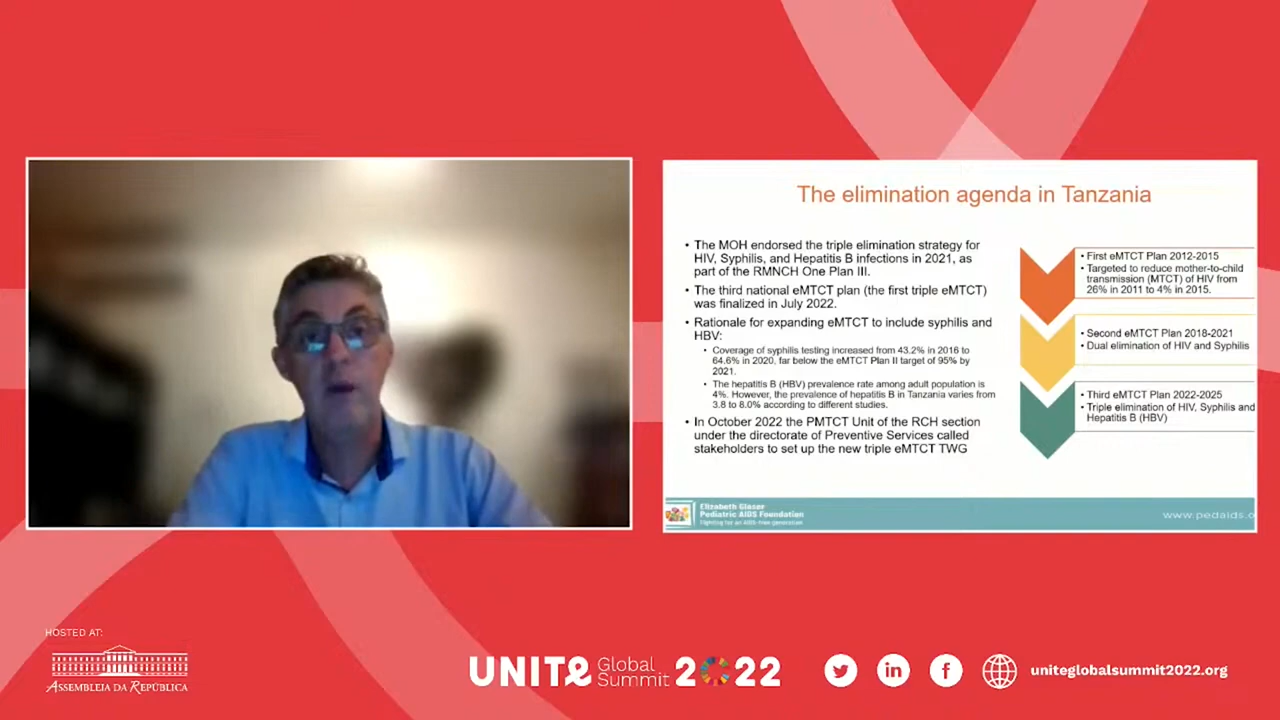 The elimination agenda in Tanzania
• The MOH endorsed the triple elimination strategy for
HIV, Syphilis, and Hepatitis B infections in 2021, as
part of the RMNCH One Plan III.
• The third national eMTCT plan (the first triple eMTCT)
was finalized in July 2022.
• Rationale for expanding eMTCT to include syphilis and
HBV:
• Coverage of syphilis testing increased from 43.2% in 2016 to
64.6% in 2020, far below the eMTCT Plan II target of 95% by
2021.
• The hepatitis B (HBV) prevalence rate among adult population is
4%. However, the prevalence of hepatitis B in Tanzania varies from
3.8 to 8.0% according to different studies.
• In October 2022 the PMTCT Unit of the RCH section
under the directorate of Preventive Services called
stakeholders to set up the new triple eMTCT TWG
• First eMTCT Plan 2012-2015
• Targeted to reduce mother-to-child
transmission (MTCT) of HIV from
26% in 2011 to 4% in 2015.
• Second eMTCT Plan 2018-2021
• Dual elimination of HIV and Syphilis
• Third eMTCT Plan 2022-2025
• Triple elimination of HIV, Syphilis and
Hepatitis B (HBV)
Elizabeth Glaser
Pediatric AIDS Foundation
Fighting for an AIDS-free generation
www.pedaids.o
HOSTED AT:
ASSEMBLEIA DA REPÚBLICA
UNITE Global Summit 2022
uniteglobalsummit2022.org